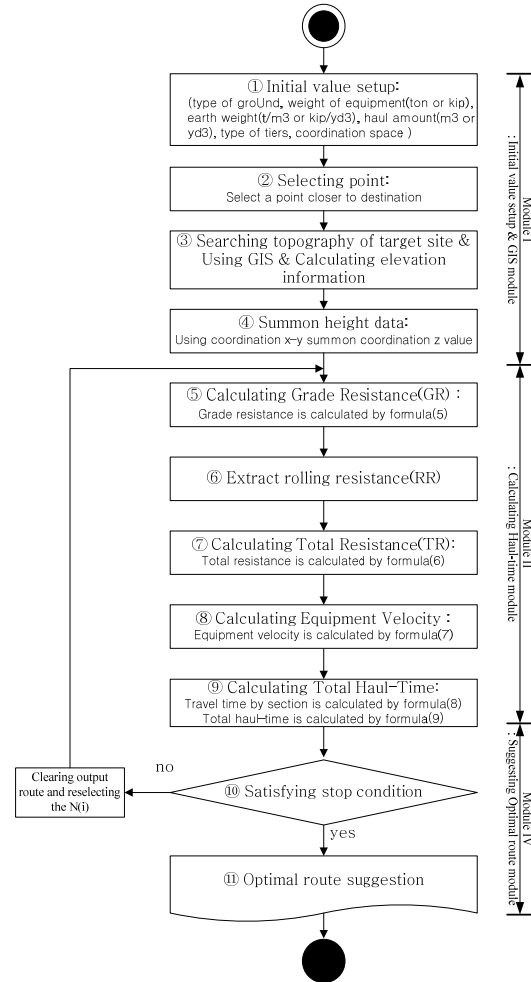 ① Initial value setup:
(type of groUnd, weight of equipment(ton or kip),
earth weight(t/m3 or kip/yd3), haul amount(m3 or
yd3), type of tiers, coordination space )
② Selecting point:
Select a point closer to destination
③ Searching topography of target site &
Using GIS & Calculating elevation
information
④ Summon height data:
Using coordination x-y summon coordination z value
Module I
: Initial value setup & GIS module
⑤ Calculating Grade Resistance(GR) :
Grade resistance is calculated by formula(5)
⑥ Extract rolling resistance(RR)
⑦ Calculating Total Resistance(TR):
Total resistance is calculated by formula(6)
⑧ Calculating Equipment Velocity :
Equipment velocity is calculated by formula(7)
⑨ Calculating Total Haul-Time:
Travel time by section is calculated by formula(8)
Total haul-time is calculated by formula(9)
Module II
: Calculating Haul-time module
no
Clearing output
route and reselecting
the N(i)
⑩ Satisfying stop condition
yes
⑪ Optimal route suggestion
Module IV
: Suggesting Optimal route module